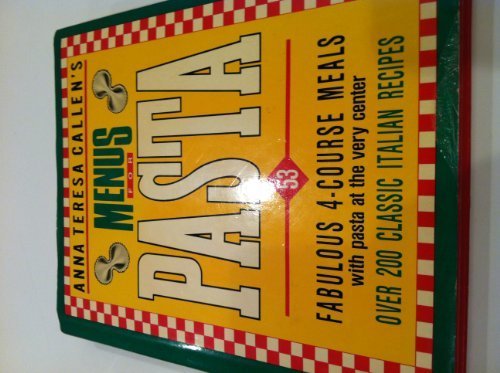 ANNA TERESA CALLEN'S
MENUS
FOR
PASTA
53
FABULOUS 4-COURSE MEALS
with pasta at the very center
OVER 200 CLASSIC ITALIAN RECIPES